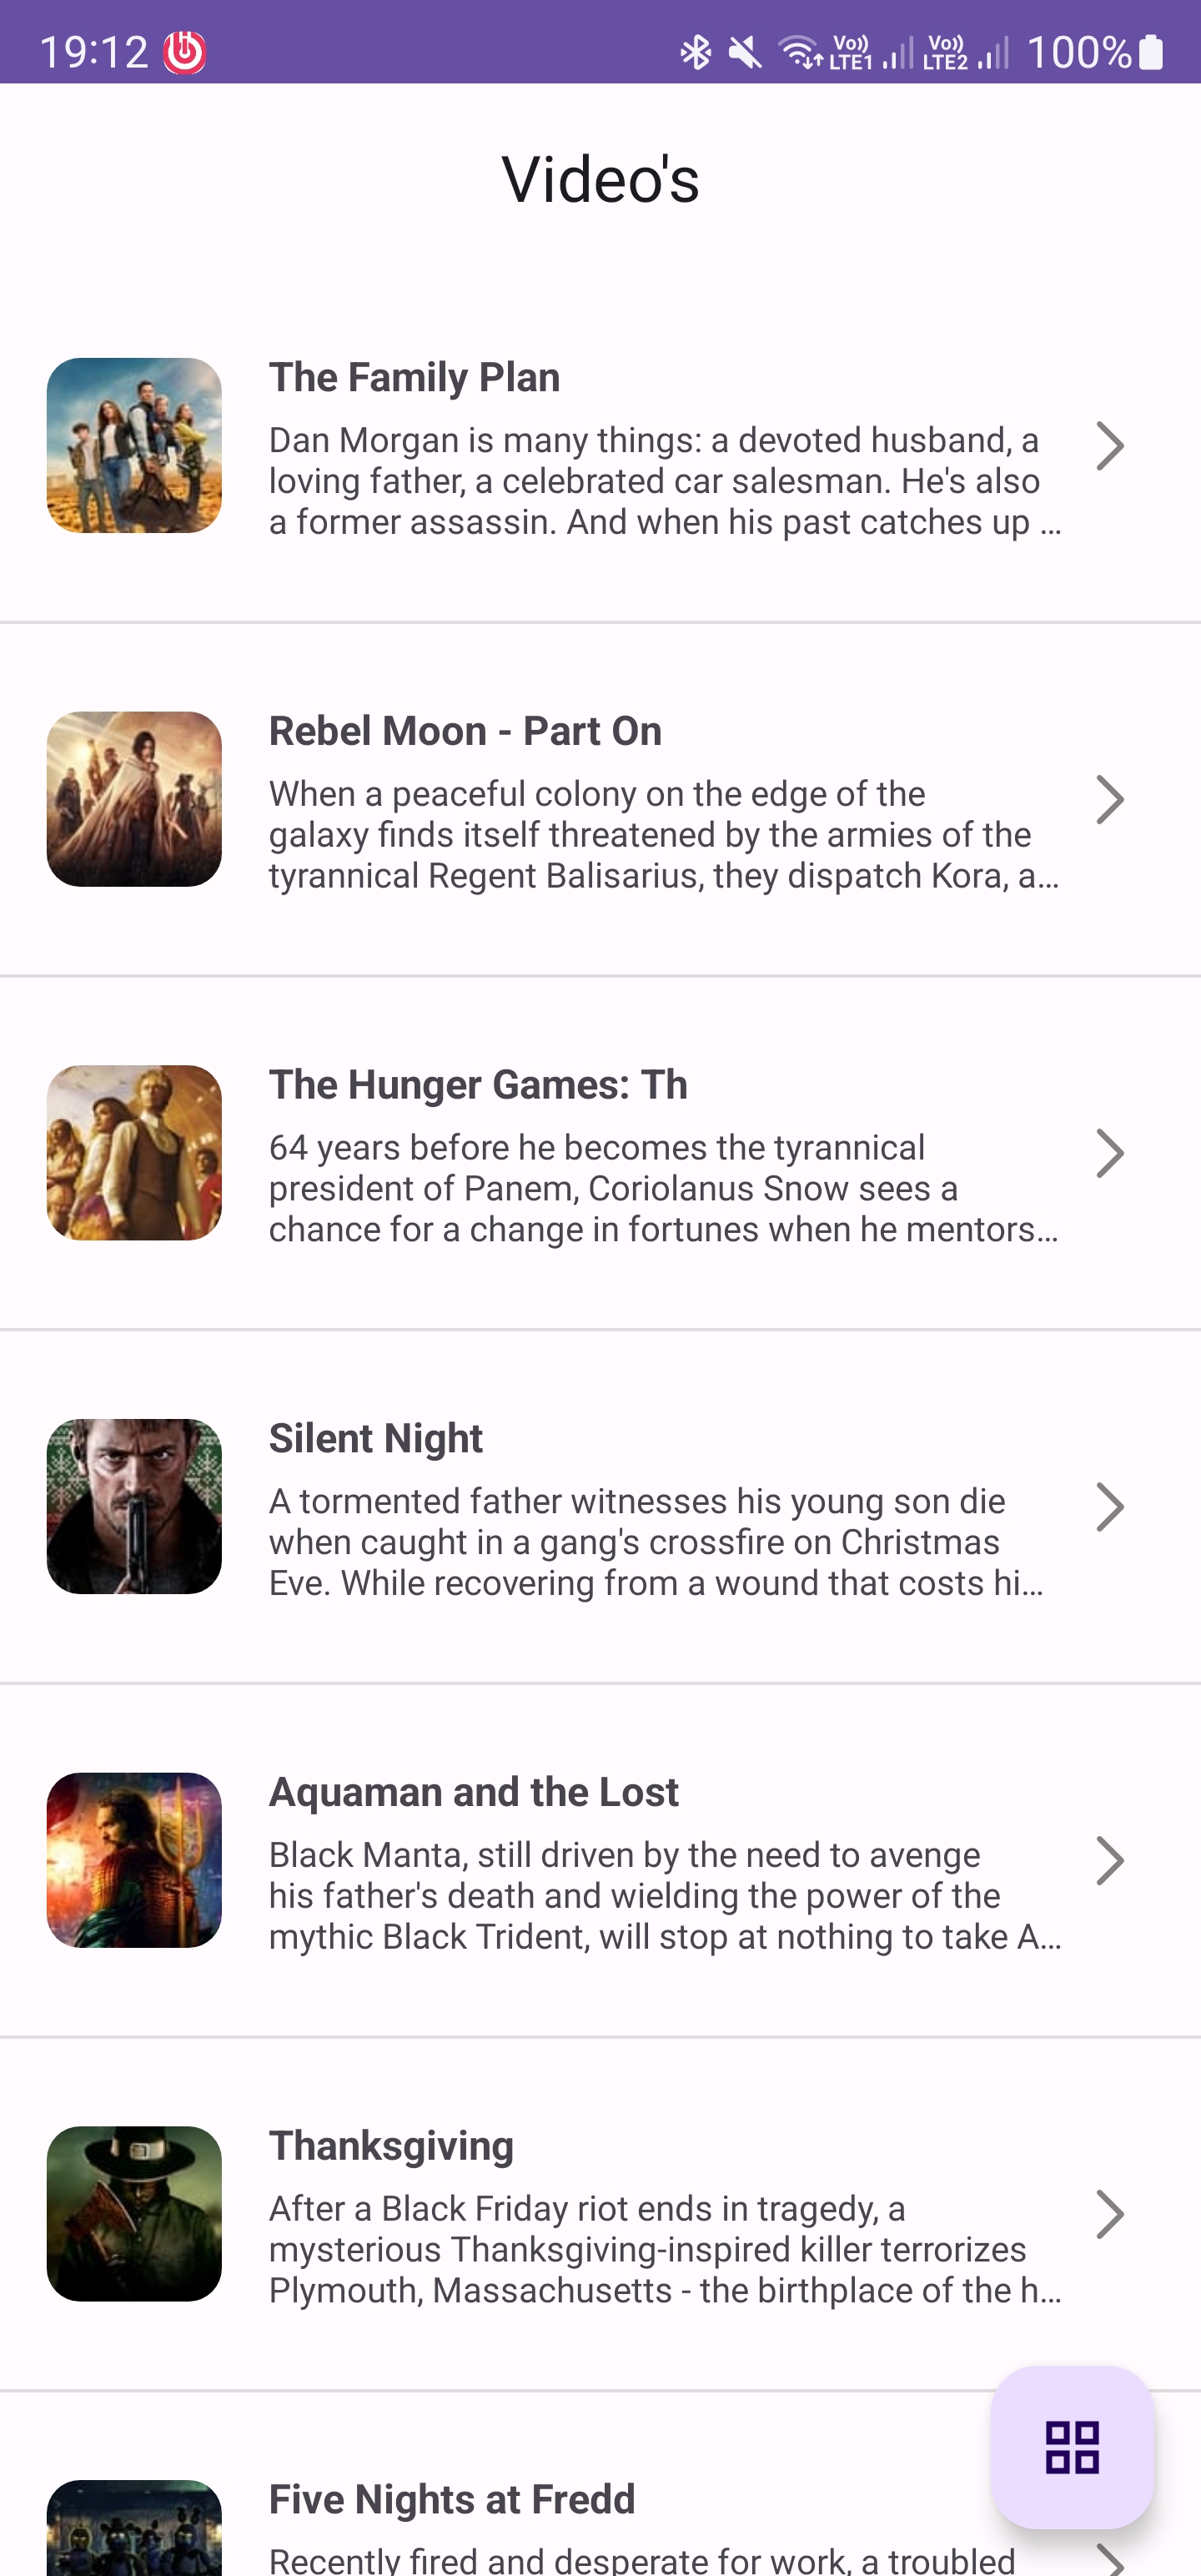 19:12
Vo)) LTE1 Vo)) LTE2 100%
Video's
The Family Plan
Dan Morgan is many things: a devoted husband, a
loving father, a celebrated car salesman. He's also
a former assassin. And when his past catches up ...
Rebel Moon - Part On
When a peaceful colony on the edge of the
galaxy finds itself threatened by the armies of the
tyrannical Regent Balisarius, they dispatch Kora, a...
The Hunger Games: Th
64 years before he becomes the tyrannical
president of Panem, Coriolanus Snow sees a
chance for a change in fortunes when he mentors...
Silent Night
A tormented father witnesses his young son die
when caught in a gang's crossfire on Christmas
Eve. While recovering from a wound that costs hi...
Aquaman and the Lost
Black Manta, still driven by the need to avenge
his father's death and wielding the power of the
mythic Black Trident, will stop at nothing to take A...
Thanksgiving
After a Black Friday riot ends in tragedy, a
mysterious Thanksgiving-inspired killer terrorizes
Plymouth, Massachusetts - the birthplace of the h...
Five Nights at Fredd
Recently fired and desperate for work, a troubled